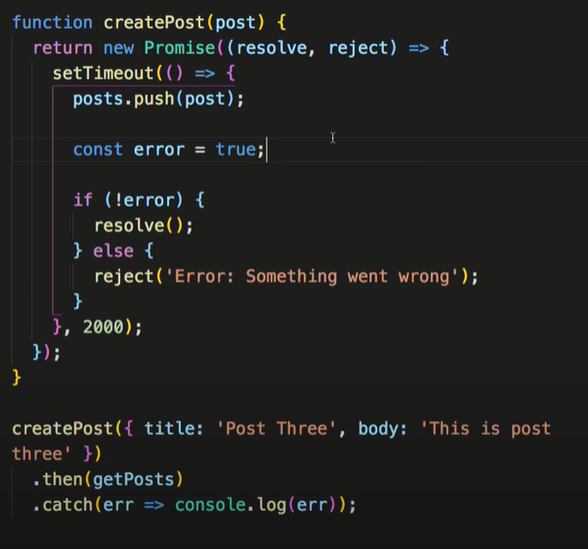 function createPost(post) {
  return new Promise((resolve, reject) => {
    setTimeout(() => {
      posts.push(post);

      const error = true;

      if (!error) {
        resolve();
      } else {
        reject('Error: Something went wrong');
      }
    }, 2000);
  });
}

createPost({ title: 'Post Three', body: 'This is post
three' })
  .then(getPosts)
  .catch(err => console.log(err));